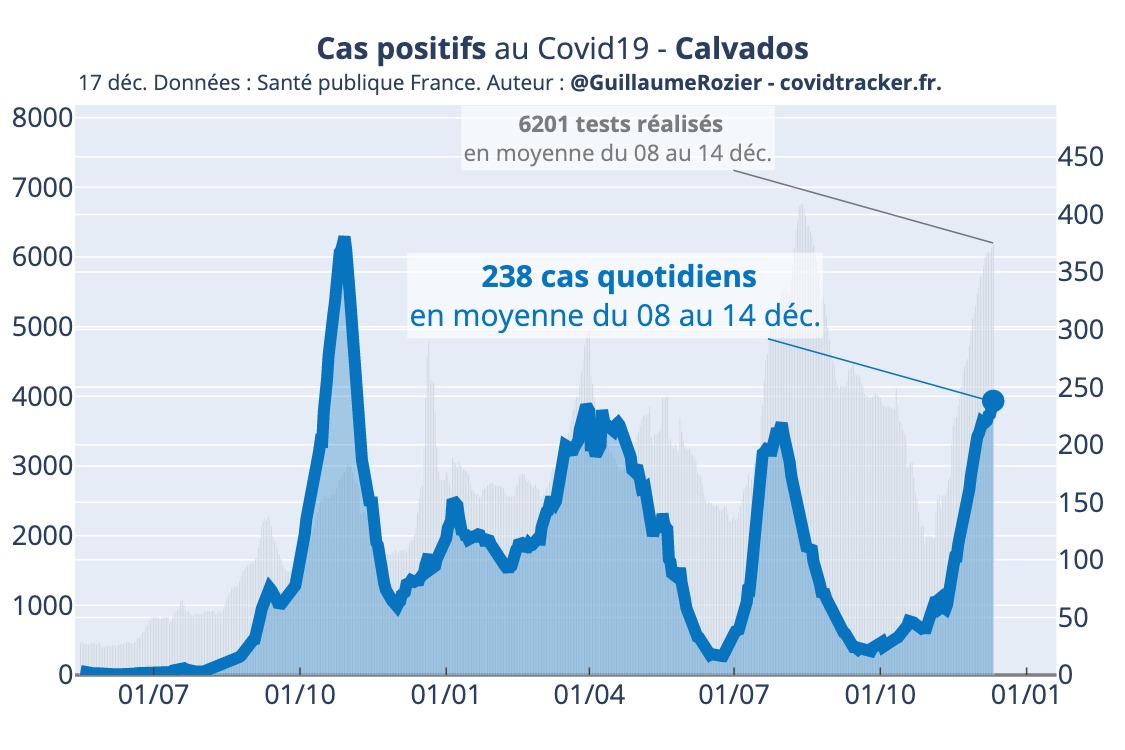 Cas positifs au Covid19 - Calvados
17 déc. Données : Santé publique France. Auteur : @GuillaumeRozier - covidtracker.fr.
8000
7000
6000
5000
4000
3000
2000
1000
0
6201 tests réalisés
en moyenne du 08 au 14 déc.
238 cas quotidiens
en moyenne du 08 au 14 déc.
450
400
350
300
250
200
150
100
50
0
01/07 01/10 01/01 01/04 01/07 01/10 01/01